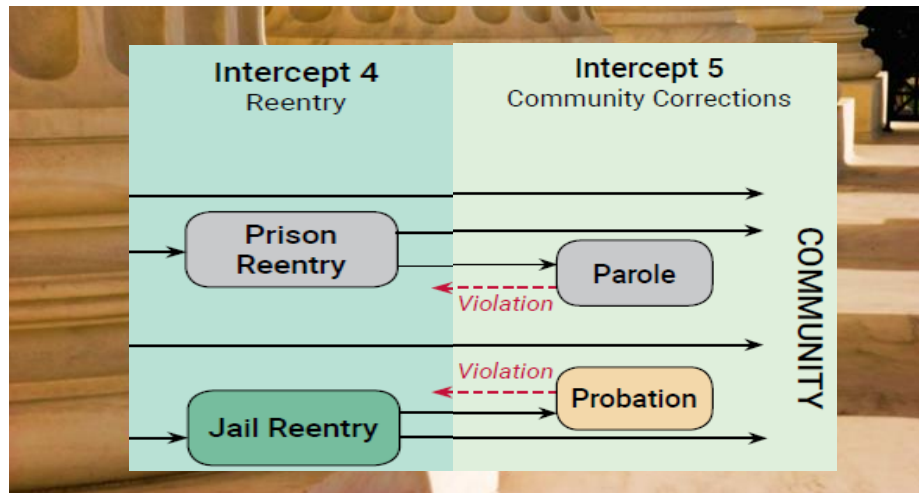 Intercept 4
Reentry
Intercept 5
Community Corrections
Prison
Reentry
Parole
Violation
Violation
Probation
Jail Reentry
COMMUNITY